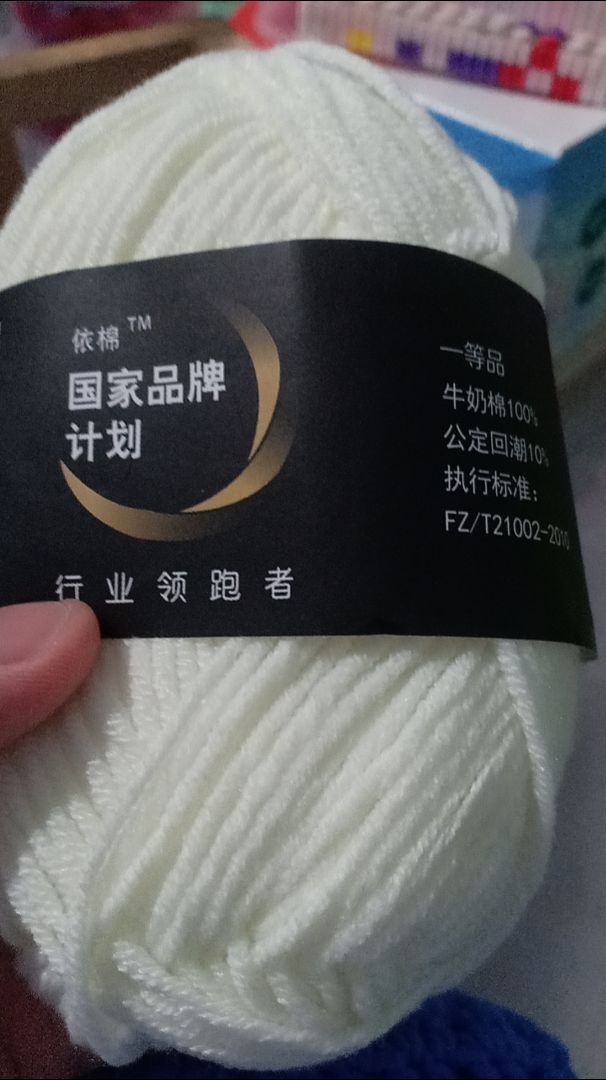 依棉™
国家品牌
计划
行业领跑者
一等品
牛奶棉100%
公定回潮10%
执行标准：
FZ/T21002-2010